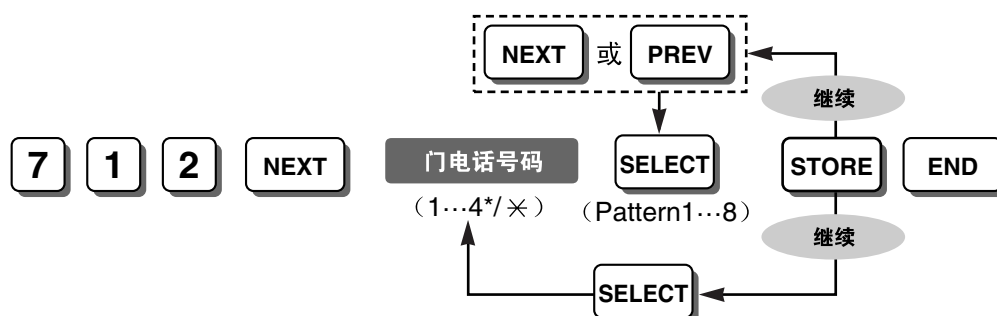 NEXT 或 PREV
继续
7 1 2 NEXT 门电话号码 SELECT STORE END
(1…4*/✳) (Pattern1…8)
继续
SELECT